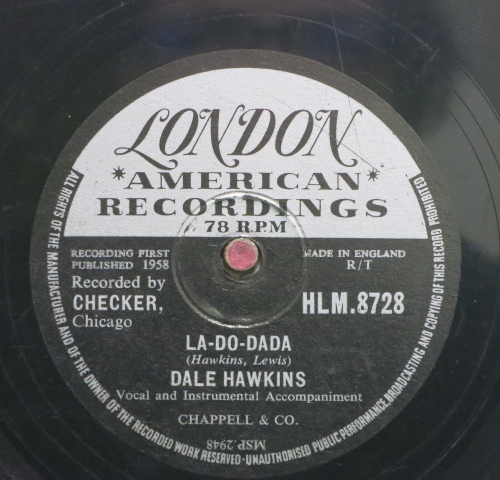 LONDON
*AMERICAN*
RECORDINGS
78 RPM
RECORDING FIRST
PUBLISHED 1958
MADE IN ENGLAND
R/T
Recorded by
CHECKER,
Chicago
HLM.8728
LA-DO-DADA
(Hawkins, Lewis)
DALE HAWKINS
Vocal and Instrumental Accompaniment
CHAPPELL & CO.
MSP.2948
ALL RIGHTS OF THE MANUFACTURER AND OF THE OWNER OF THE RECORDED WORK RESERVED·UNAUTHORISED PUBLIC PERFORMANCE, BROADCASTING AND COPYING OF THIS RECORD PROHIBITED